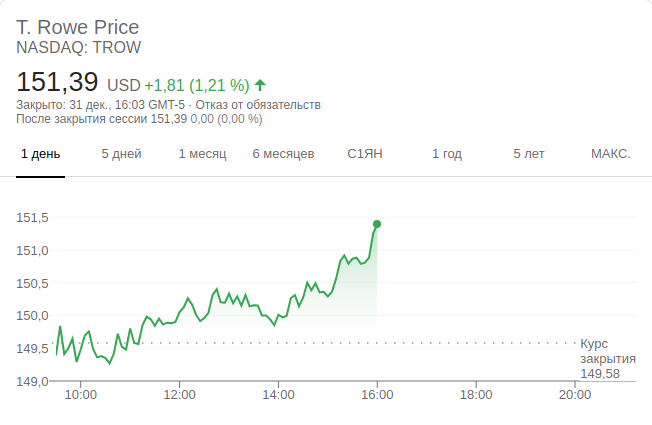 T. Rowe Price
NASDAQ: TROW
151,39 USD +1,81 (1,21 %)
Закрыто: 31 дек., 16:03 GMT-5 · Отказ от обязательств
После закрытия сессии 151,39 0,00 (0,00 %)
1 день 5 дней 1 месяц 6 месяцев С1ЯН 1 год 5 лет МАКС.
151,5
151,0
150,5
150,0
149,5
149,0
Курс
закрытия
149,58
10:00 12:00 14:00 16:00 18:00 20:00